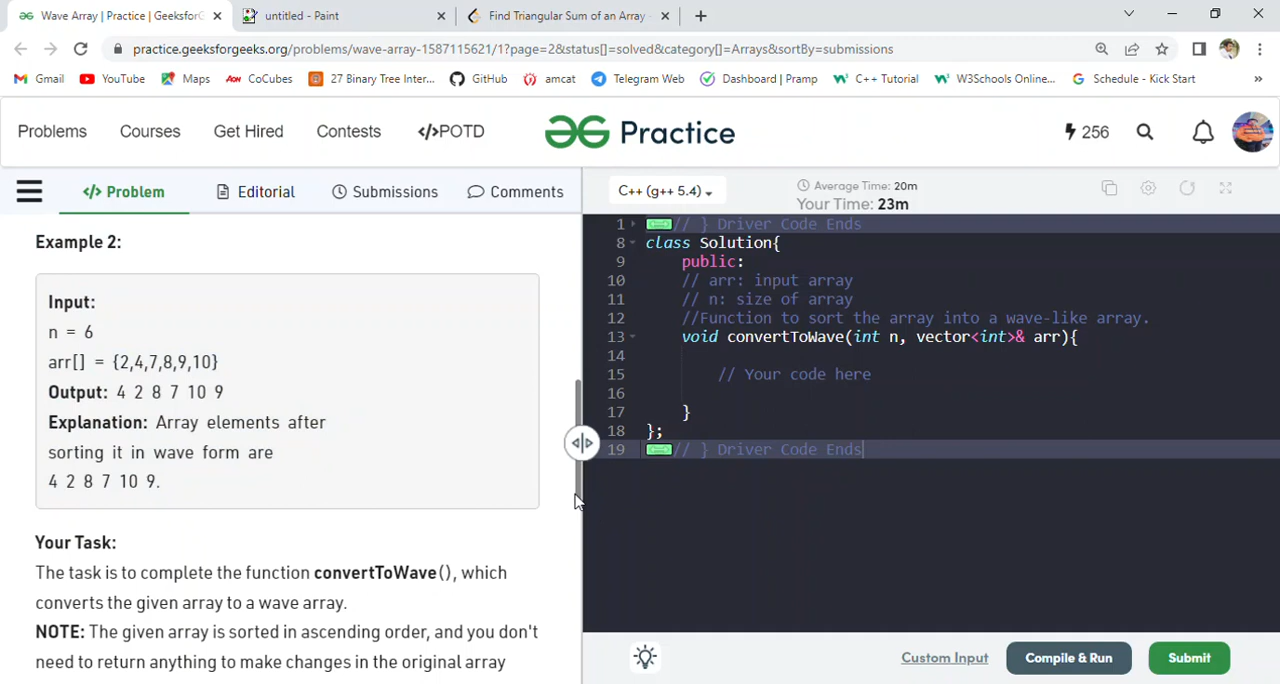 Wave Array | Practice | GeeksforG
untitled - Paint
Find Triangular Sum of an Array -
practice.geeksforgeeks.org/problems/wave-array-1587115621/1?page=2&status[]=solved&category[]=Arrays&sortBy=submissions
Gmail YouTube Maps CoCubes 27 Binary Tree Inter... GitHub amcat Telegram Web Dashboard | Pramp C++ Tutorial W3Schools Online... Schedule - Kick Start »
Problems Courses Get Hired Contests </>POTD Practice 256
</> Problem Editorial Submissions Comments
Example 2:
Input:
n = 6
arr[] = {2,4,7,8,9,10}
Output: 4 2 8 7 10 9
Explanation: Array elements after
sorting it in wave form are
4 2 8 7 10 9.
Your Task:
The task is to complete the function convertToWave(), which
converts the given array to a wave array.
NOTE: The given array is sorted in ascending order, and you don't
need to return anything to make changes in the original array
C++ (g++ 5.4)
Average Time: 20m
Your Time: 23m
1 // } Driver Code Ends
8 class Solution{
9 public:
10 // arr: input array
11 // n: size of array
12 //Function to sort the array into a wave-like array.
13 void convertToWave(int n, vector<int>& arr){
14
15 // Your code here
16
17 }
18 };
19 // } Driver Code Ends
Custom Input Compile & Run Submit